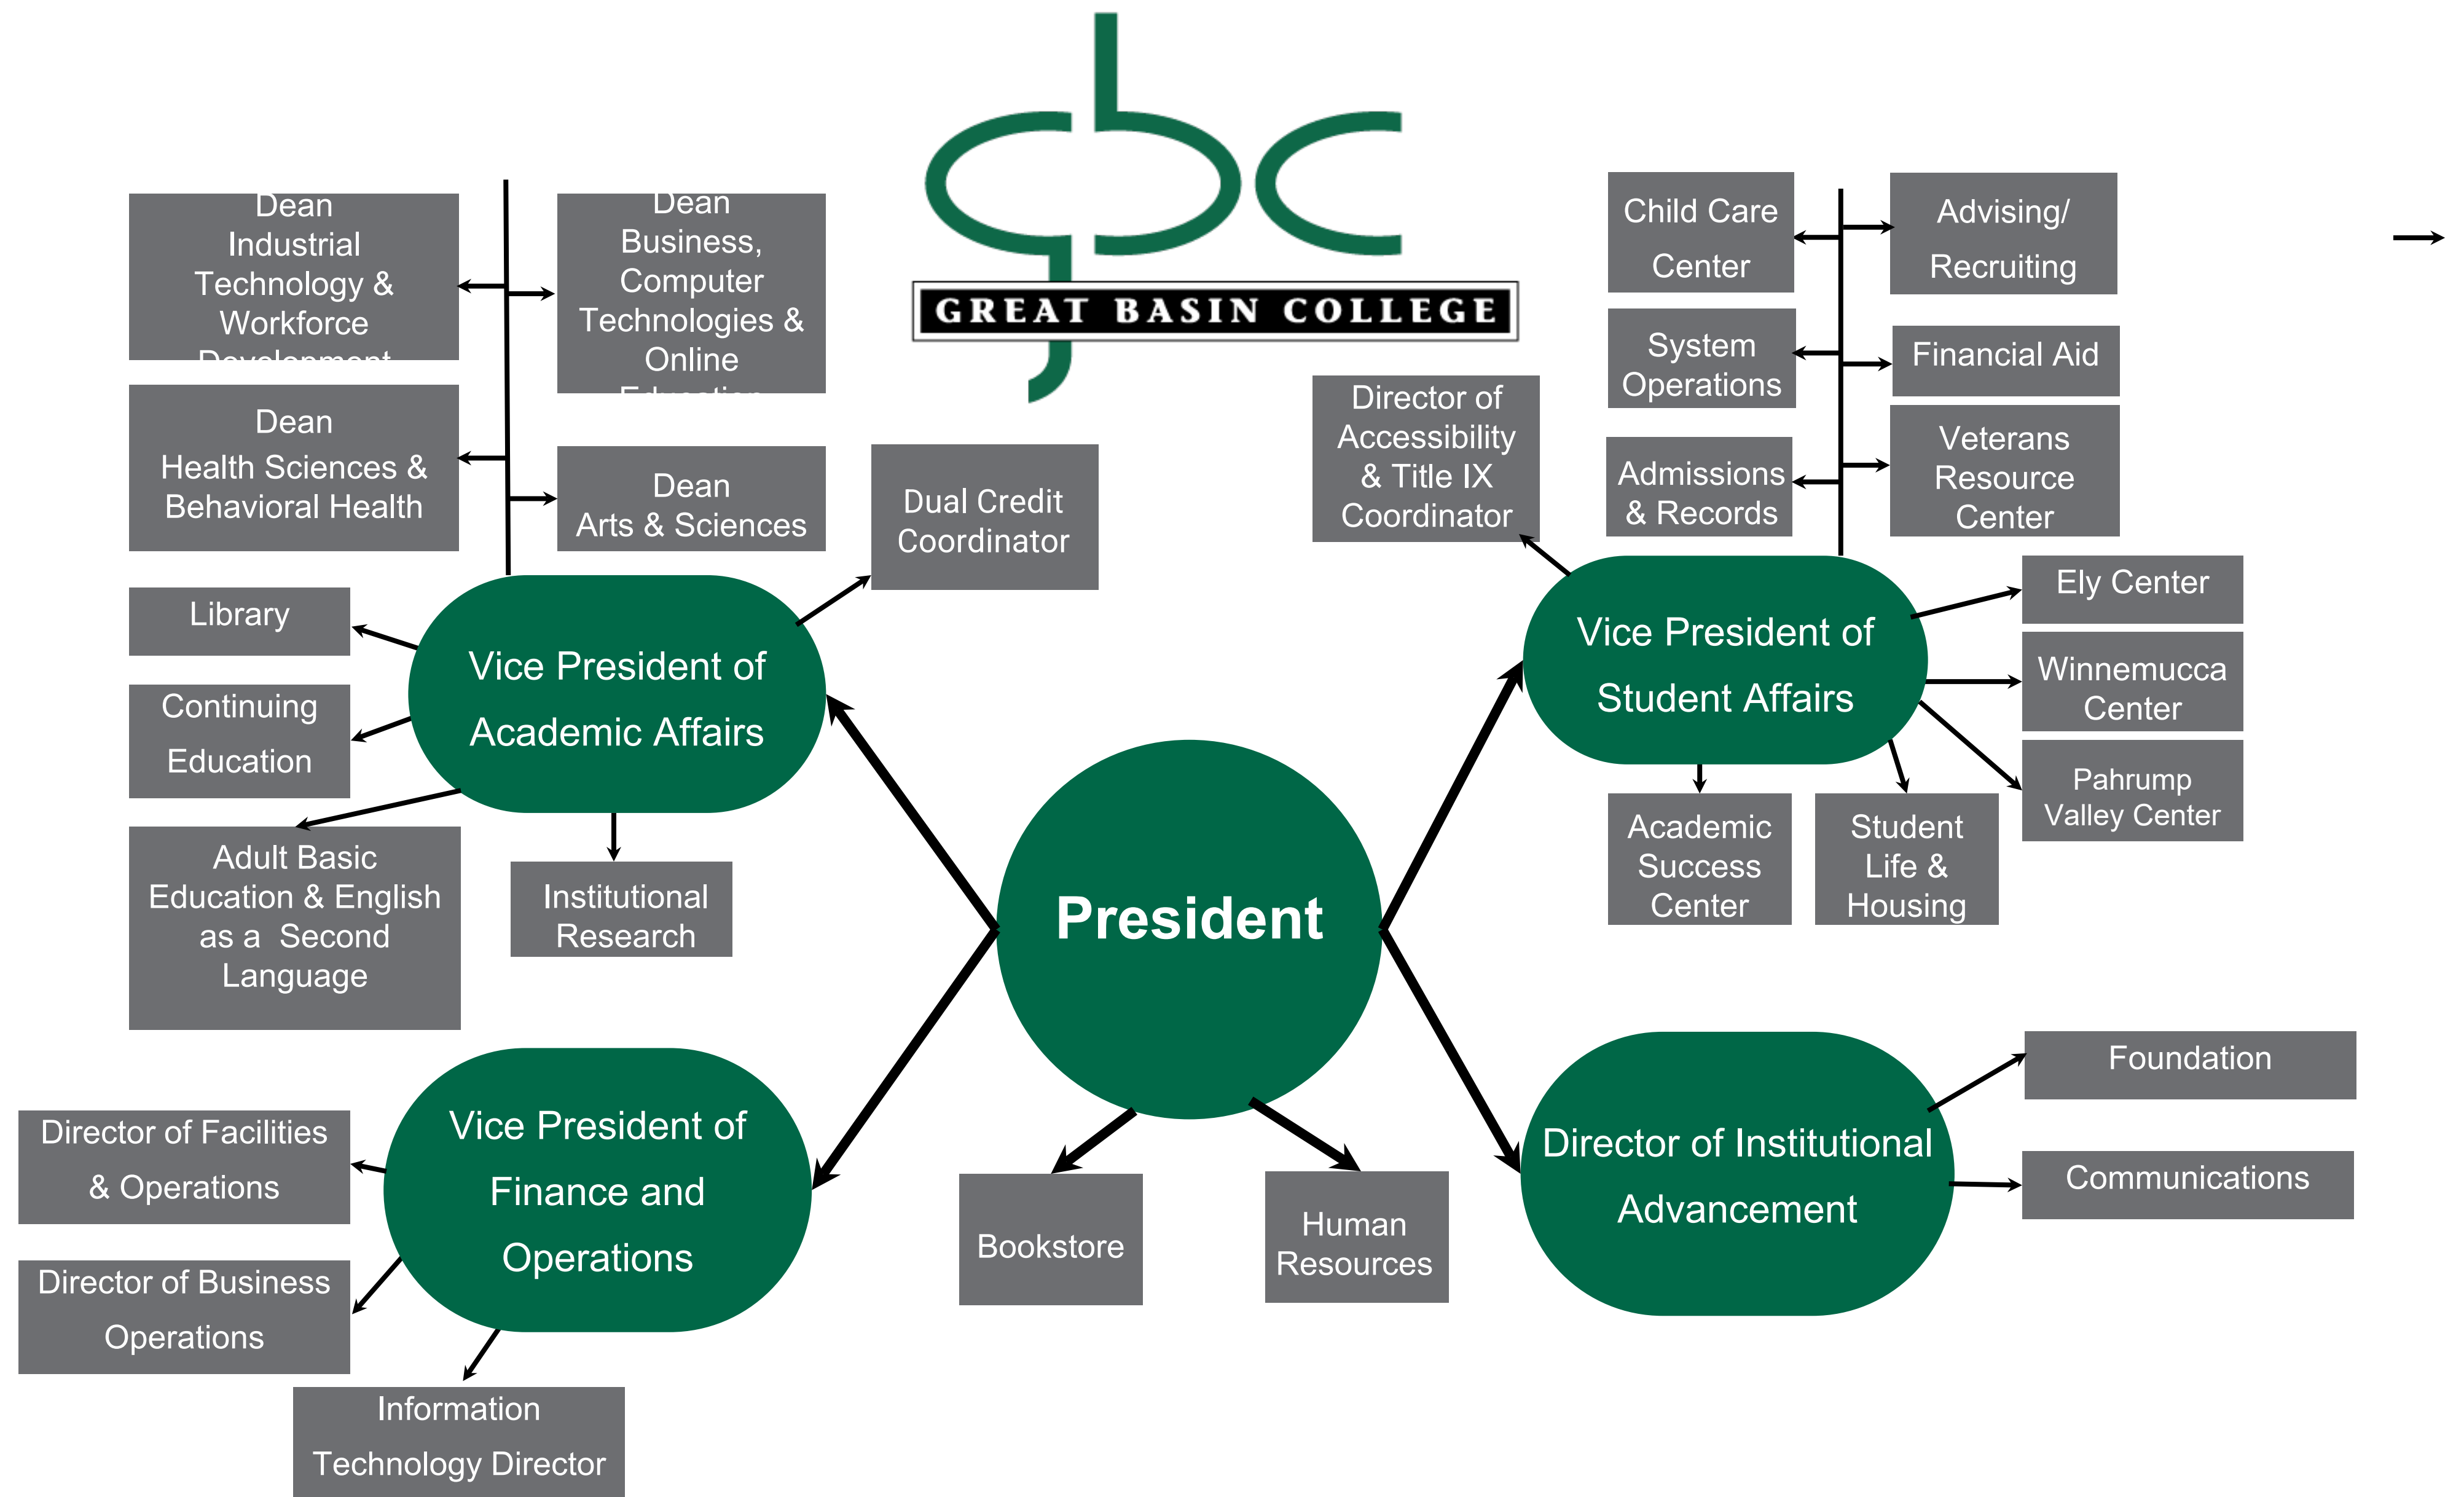 gbc
GREAT BASIN COLLEGE
Dean
Industrial
Technology &
Workforce
Development
Dean
Business,
Computer
Technologies &
Online
Education
Dean
Health Sciences &
Behavioral Health
Dean
Arts & Sciences
Dual Credit
Coordinator
Library
Continuing
Education
Adult Basic
Education & English
as a Second
Language
Institutional
Research
Vice President of
Academic Affairs
Director of
Accessibility
& Title IX
Coordinator
Child Care
Center
System
Operations
Admissions
& Records
Advising/
Recruiting
Financial Aid
Veterans
Resource
Center
Vice President of
Student Affairs
Ely Center
Winnemucca
Center
Pahrump
Valley Center
Academic
Success
Center
Student
Life &
Housing
President
Vice President of
Finance and
Operations
Director of Facilities
& Operations
Director of Business
Operations
Information
Technology Director
Bookstore
Human
Resources
Director of Institutional
Advancement
Foundation
Communications